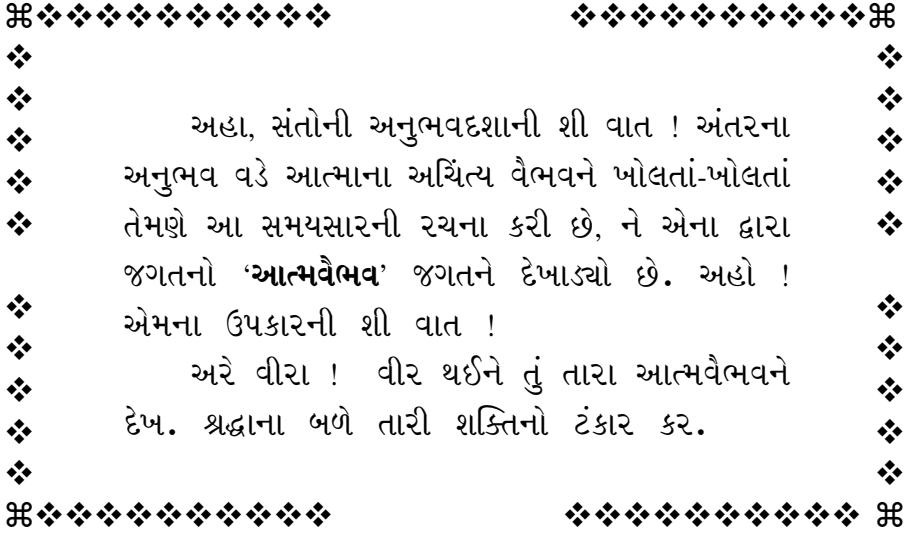 અહા, સંતોની અનુભવદશાની શી વાત ! અંતરના
અનુભવ વડે આત્માના અચિંત્ય વૈભવને ખોલતાં-ખોલતાં
તેમણે આ સમયસારની રચના કરી છે, ને એના દ્વારા
જગતનો ‘આત્મવૈભવ’ જગતને દેખાડ્યો છે. અહો !
એમના ઉપકારની શી વાત !
અરે વીરા ! વીર થઈને તું તારા આત્મવૈભવને
દેખ. શ્રદ્ધાના બળે તારી શક્તિનો ટંકાર કર.